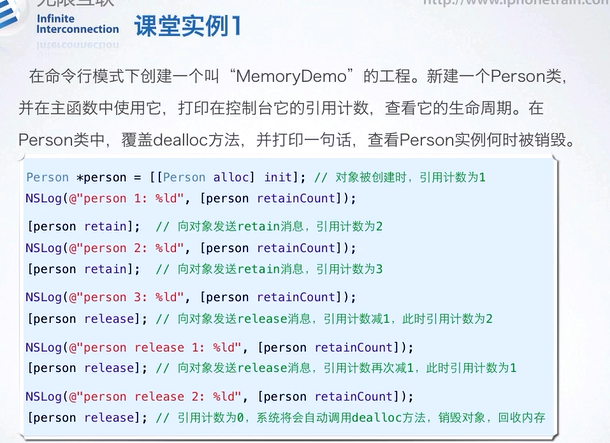 无限互联
http://www.iphonetrain.com
Infinite
Interconnection
课堂实例1
在命令行模式下创建一个叫“MemoryDemo”的工程。新建一个Person类，
并在主函数中使用它，打印在控制台它的引用计数，查看它的生命周期。在
Person类中，覆盖dealloc方法，并打印一句话，查看Person实例何时被销毁。
Person *person = [[Person alloc] init]; // 对象被创建时，引用计数为1
NSLog(@"person 1: %ld", [person retainCount]);
[person retain];  // 向对象发送retain消息，引用计数为2
NSLog(@"person 2: %ld", [person retainCount]);
[person retain];  // 向对象发送retain消息，引用计数为3
NSLog(@"person 3: %ld", [person retainCount]);
[person release]; // 向对象发送release消息，引用计数减1，此时引用计数为2
NSLog(@"person release 1: %ld", [person retainCount]);
[person release]; // 向对象发送release消息，引用计数再次减1，此时引用计数为1
NSLog(@"person release 2: %ld", [person retainCount]);
[person release]; // 引用计数为0，系统将会自动调用dealloc方法，销毁对象，回收内存